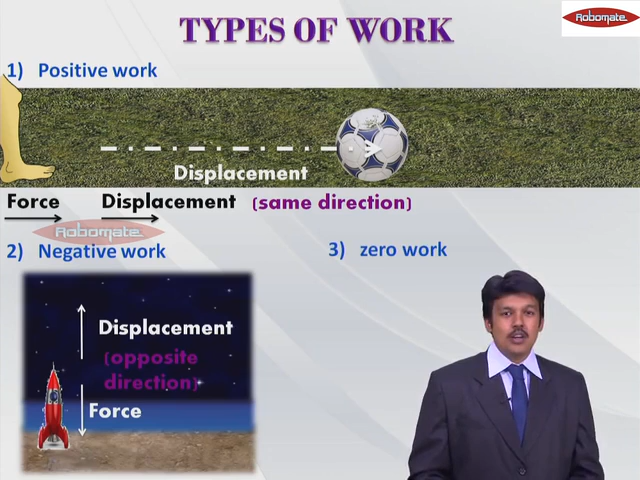 TYPES OF WORK
Robomate
1) Positive work
Displacement
Force Displacement (same direction)
Robomate
2) Negative work
3) zero work
Displacement
(opposite
direction)
Force